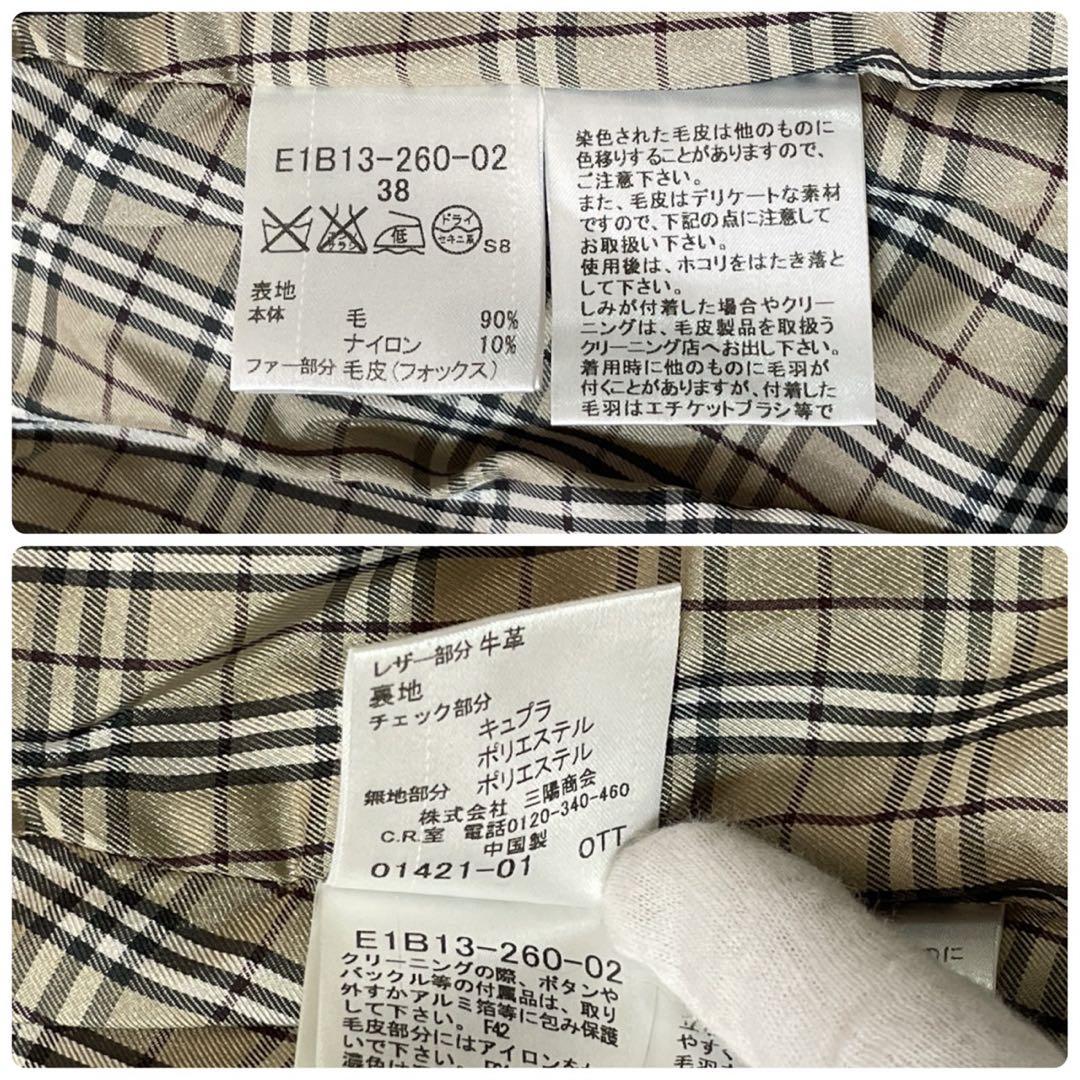 E1B13-260-02
38
低
ドライ
セキユ系
S8
表地
本体 毛 90%
ナイロン 10%
ファー部分 毛皮(フォックス)
染色された毛皮は他のものに
色移りすることがありますので、
ご注意下さい。
また、毛皮はデリケートな素材
ですので、下記の点に注意して
お取扱い下さい。
使用後は、ホコリをはたき落と
して下さい。
しみが付着した場合やクリー
ニングは、毛皮製品を取扱う
クリーニング店へお出し下さい。
着用時に他のものに毛羽が
付くことがありますが、付着した
毛羽はエチケットブラシ等で
レザー部分 牛革
裏地
チェック部分
キュプラ
ポリエステル
無地部分 ポリエステル
株式会社 三陽商会
C.R.室 電話0120-340-460
中国製
01421-01 OTT
E1B13-260-02
クリーニングの際、ボタンや
バックル等の付属品は、取り
外すかアルミ箔等に包み保護
して下さい。 F42
毛皮部分にはアイロンを
いで下さい。
濃色は
のに
やすく
毛羽